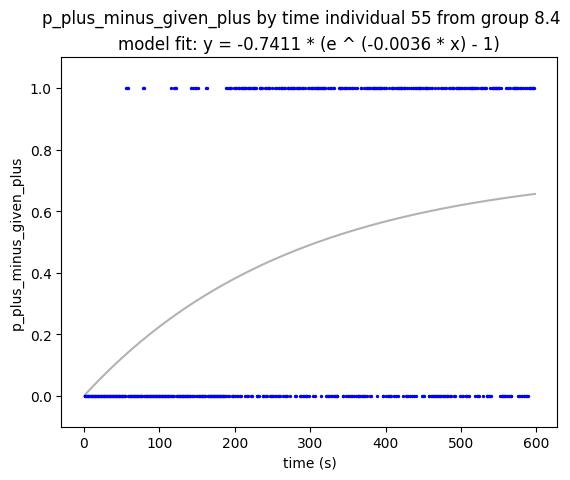 p_plus_minus_given_plus by time individual 55 from group 8.4
model fit: y = -0.7411 * (e ^ (-0.0036 * x) - 1)
1.0
0.8
0.6
0.4
0.2
0.0
p_plus_minus_given_plus
0 100 200 300 400 500 600
time (s)